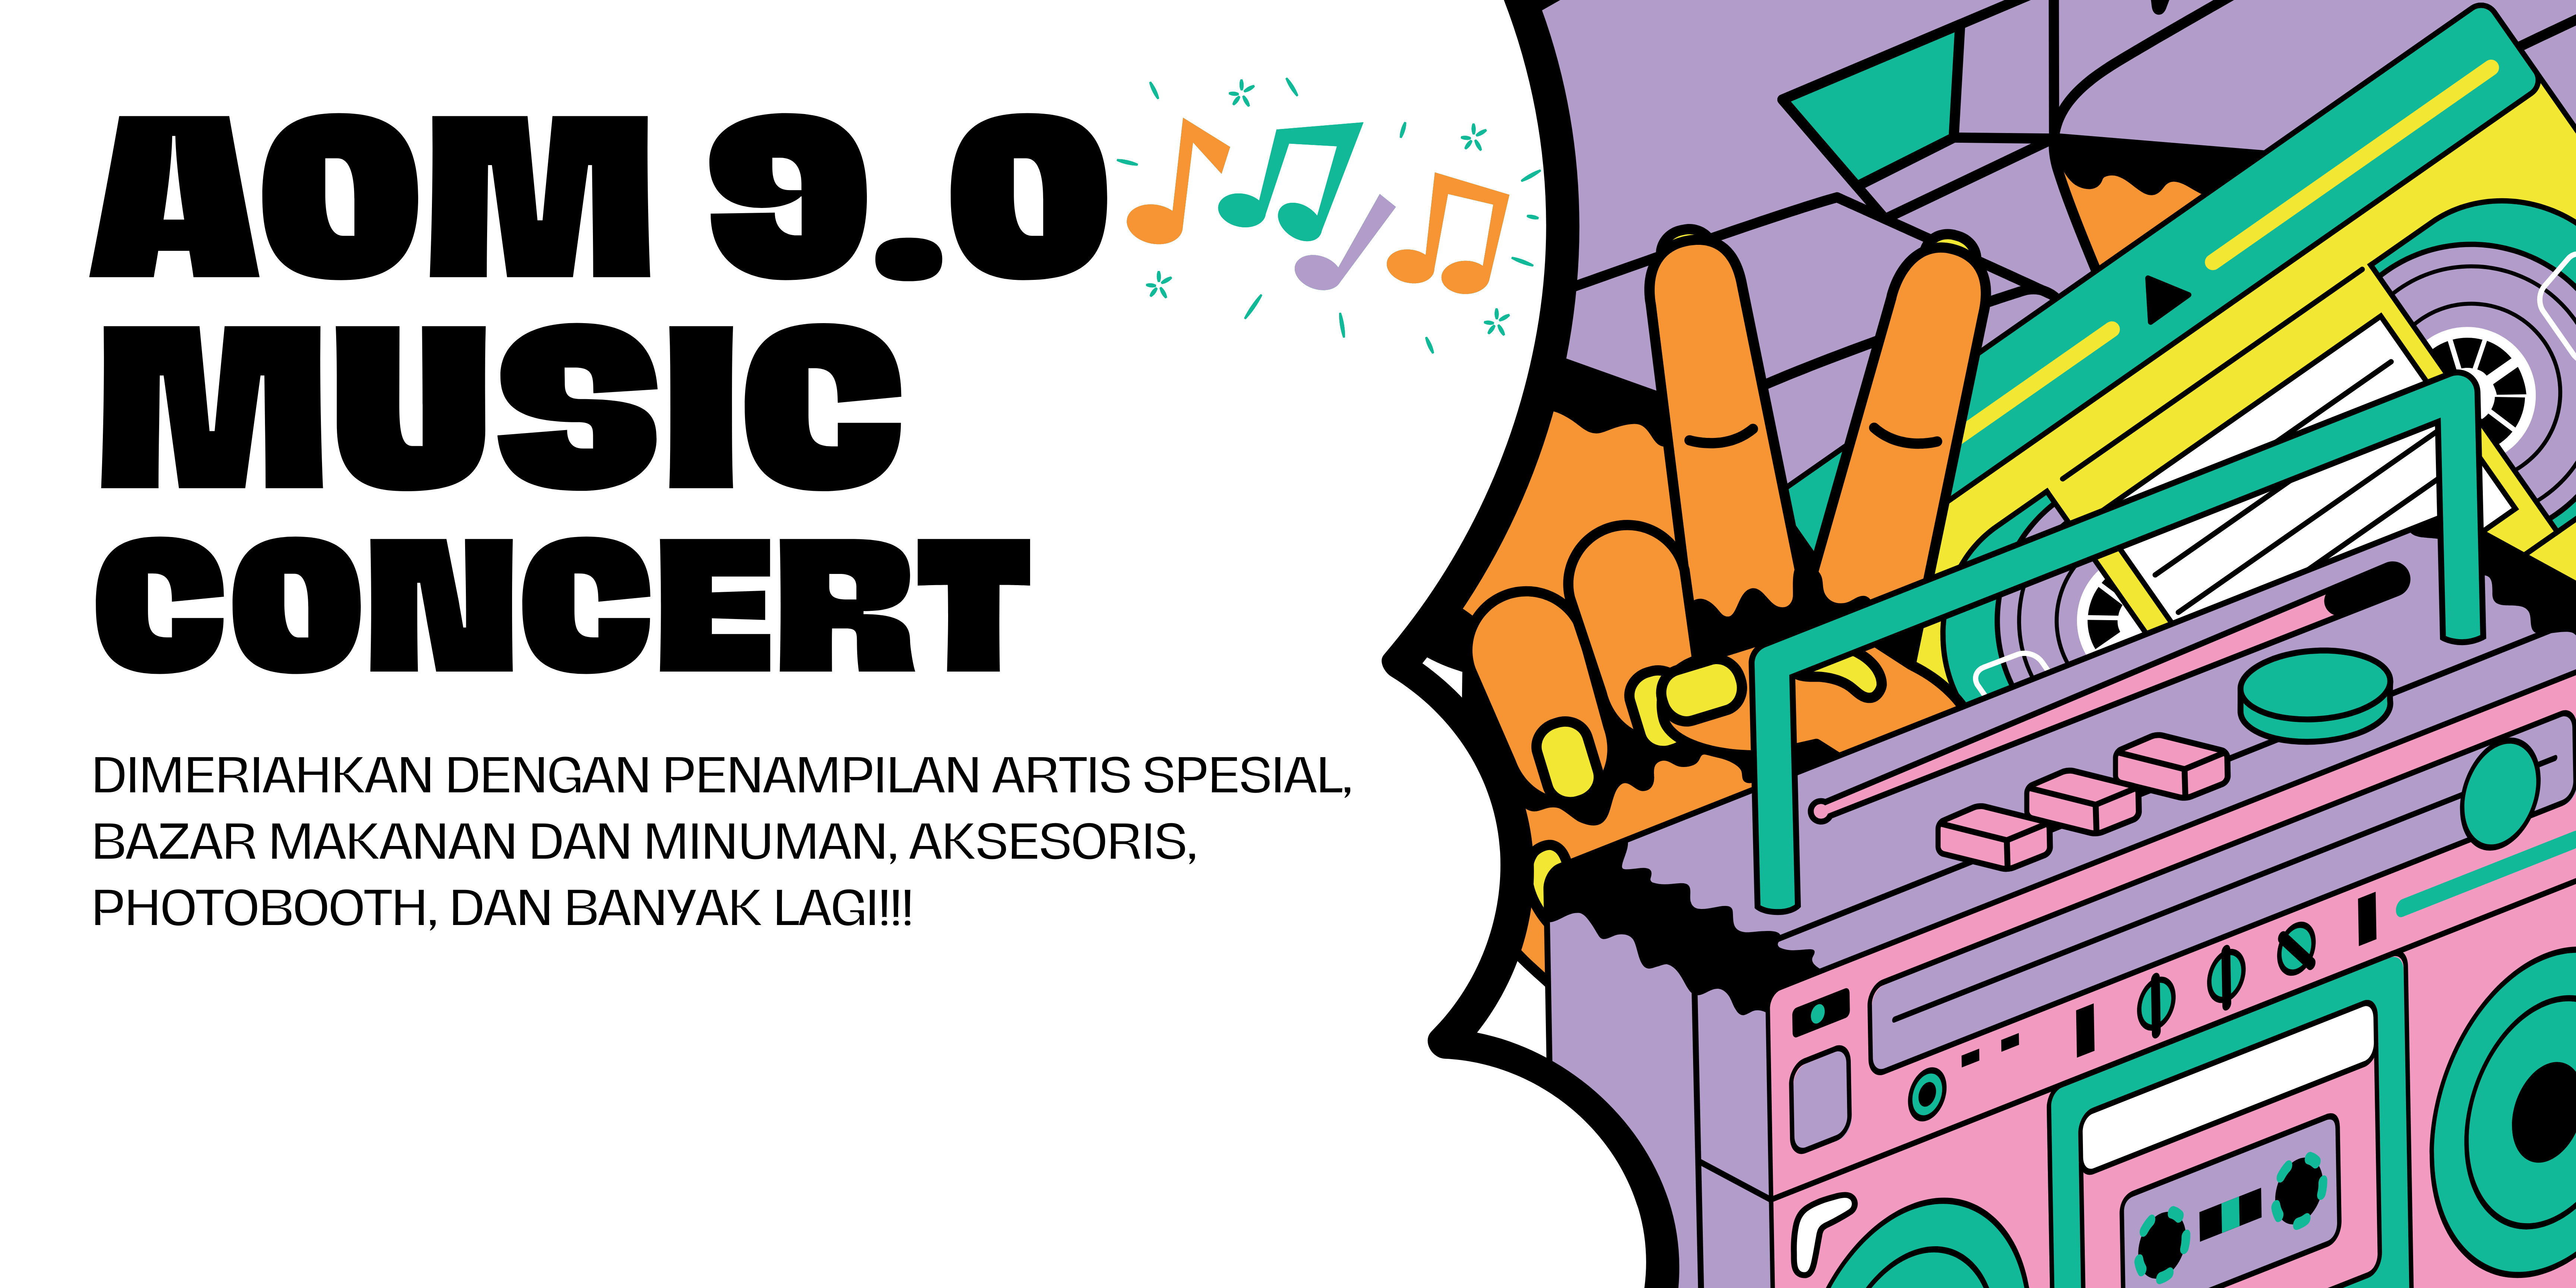 AOM 9.0
MUSIC
CONCERT
DIMERIAHKAN DENGAN PENAMPILAN ARTIS SPESIAL,
BAZAR MAKANAN DAN MINUMAN, AKSESORIS,
PHOTOBOOTH, DAN BANYAK LAGI!!!!